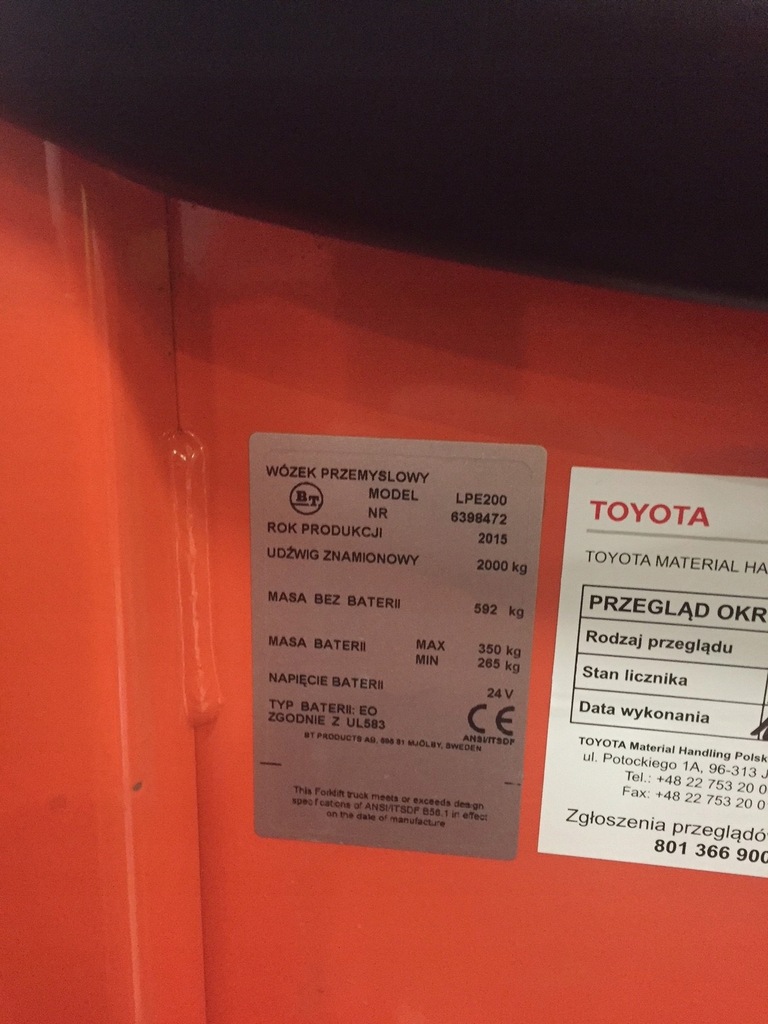 WÓZEK PRZEMYSLOWY
BT
MODEL LPE200
NR 6398472
ROK PRODUKCJI 2015
UDŹWIG ZNAMIONOWY 2000 kg
MASA BEZ BATERII 592 kg
MASA BATERII MAX 350 kg
MIN 265 kg
NAPIĘCIE BATERII 24 V
TYP BATERII: EO
ZGODNIE Z UL583
CE
ANSI/ITSDF
BT PRODUCTS AB, 595 81 MJÖLBY, SWEDEN
This Forklift truck meets or exceeds design
specifications of ANSI/ITSDF B56.1 in effect
on the date of manufacture
TOYOTA
TOYOTA MATERIAL HA
PRZEGLĄD OKR
Rodzaj przeglądu
Stan licznika
Data wykonania
TOYOTA Material Handling Polsk
ul. Potockiego 1A, 96-313 J
Tel.: +48 22 753 20 0
Fax: +48 22 753 20 0
Zgłoszenia przeglądó
801 366 900